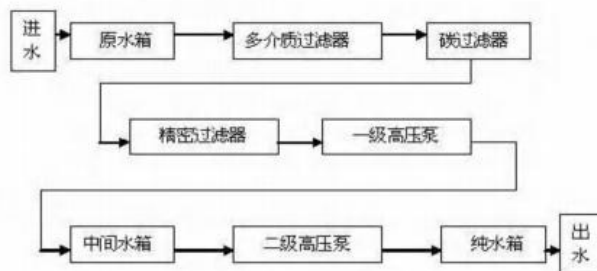 进水
原水箱
多介质过滤器
碳过滤器
精密过滤器
一级高压泵
中间水箱
二级高压泵
纯水箱
出水